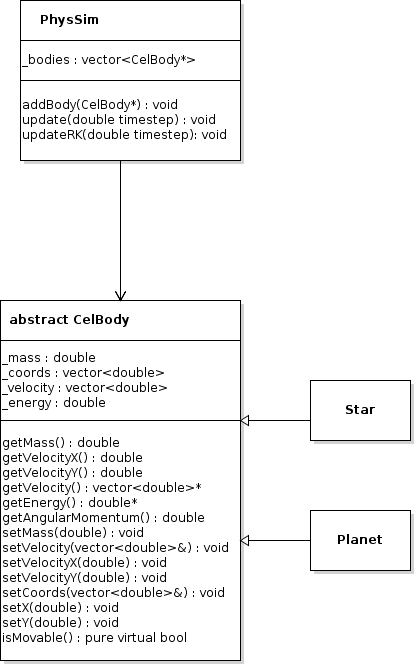 PhysSim
_bodies : vector<CelBody*>
addBody(CelBody*) : void
update(double timestep) : void
updateRK(double timestep): void
abstract CelBody
_mass : double
_coords : vector<double>
_velocity : vector<double>
_energy : double
getMass() : double
getVelocityX() : double
getVelocityY() : double
getVelocity() : vector<double>*
getEnergy() : double*
getAngularMomentum() : double
setMass(double) : void
setVelocity(vector<double>&) : void
setVelocityX(double) : void
setVelocityY(double) : void
setCoords(vector<double>&) : void
setX(double) : void
setY(double) : void
isMovable() : pure virtual bool
Star
Planet